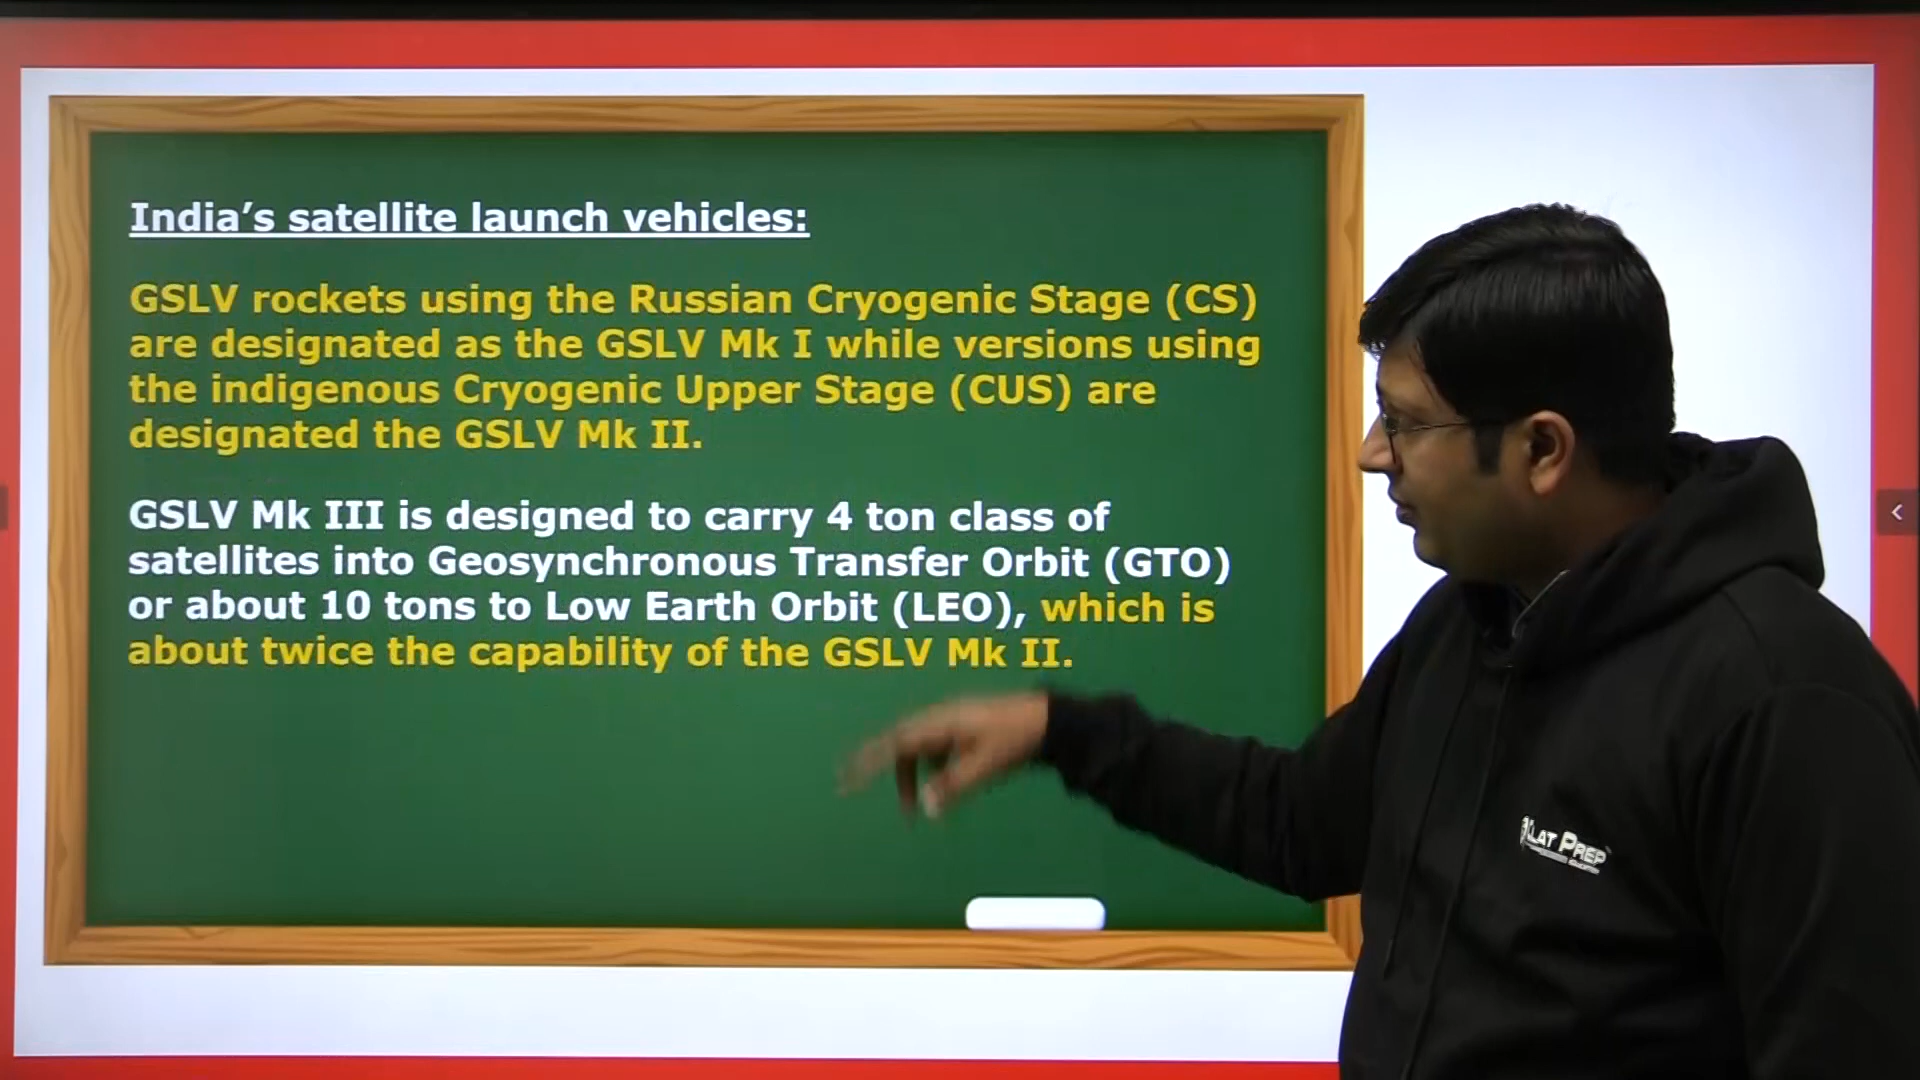 India’s satellite launch vehicles:
GSLV rockets using the Russian Cryogenic Stage (CS)
are designated as the GSLV Mk I while versions using
the indigenous Cryogenic Upper Stage (CUS) are
designated the GSLV Mk II.
GSLV Mk III is designed to carry 4 ton class of
satellites into Geosynchronous Transfer Orbit (GTO)
or about 10 tons to Low Earth Orbit (LEO), which is
about twice the capability of the GSLV Mk II.
CLAT PREP